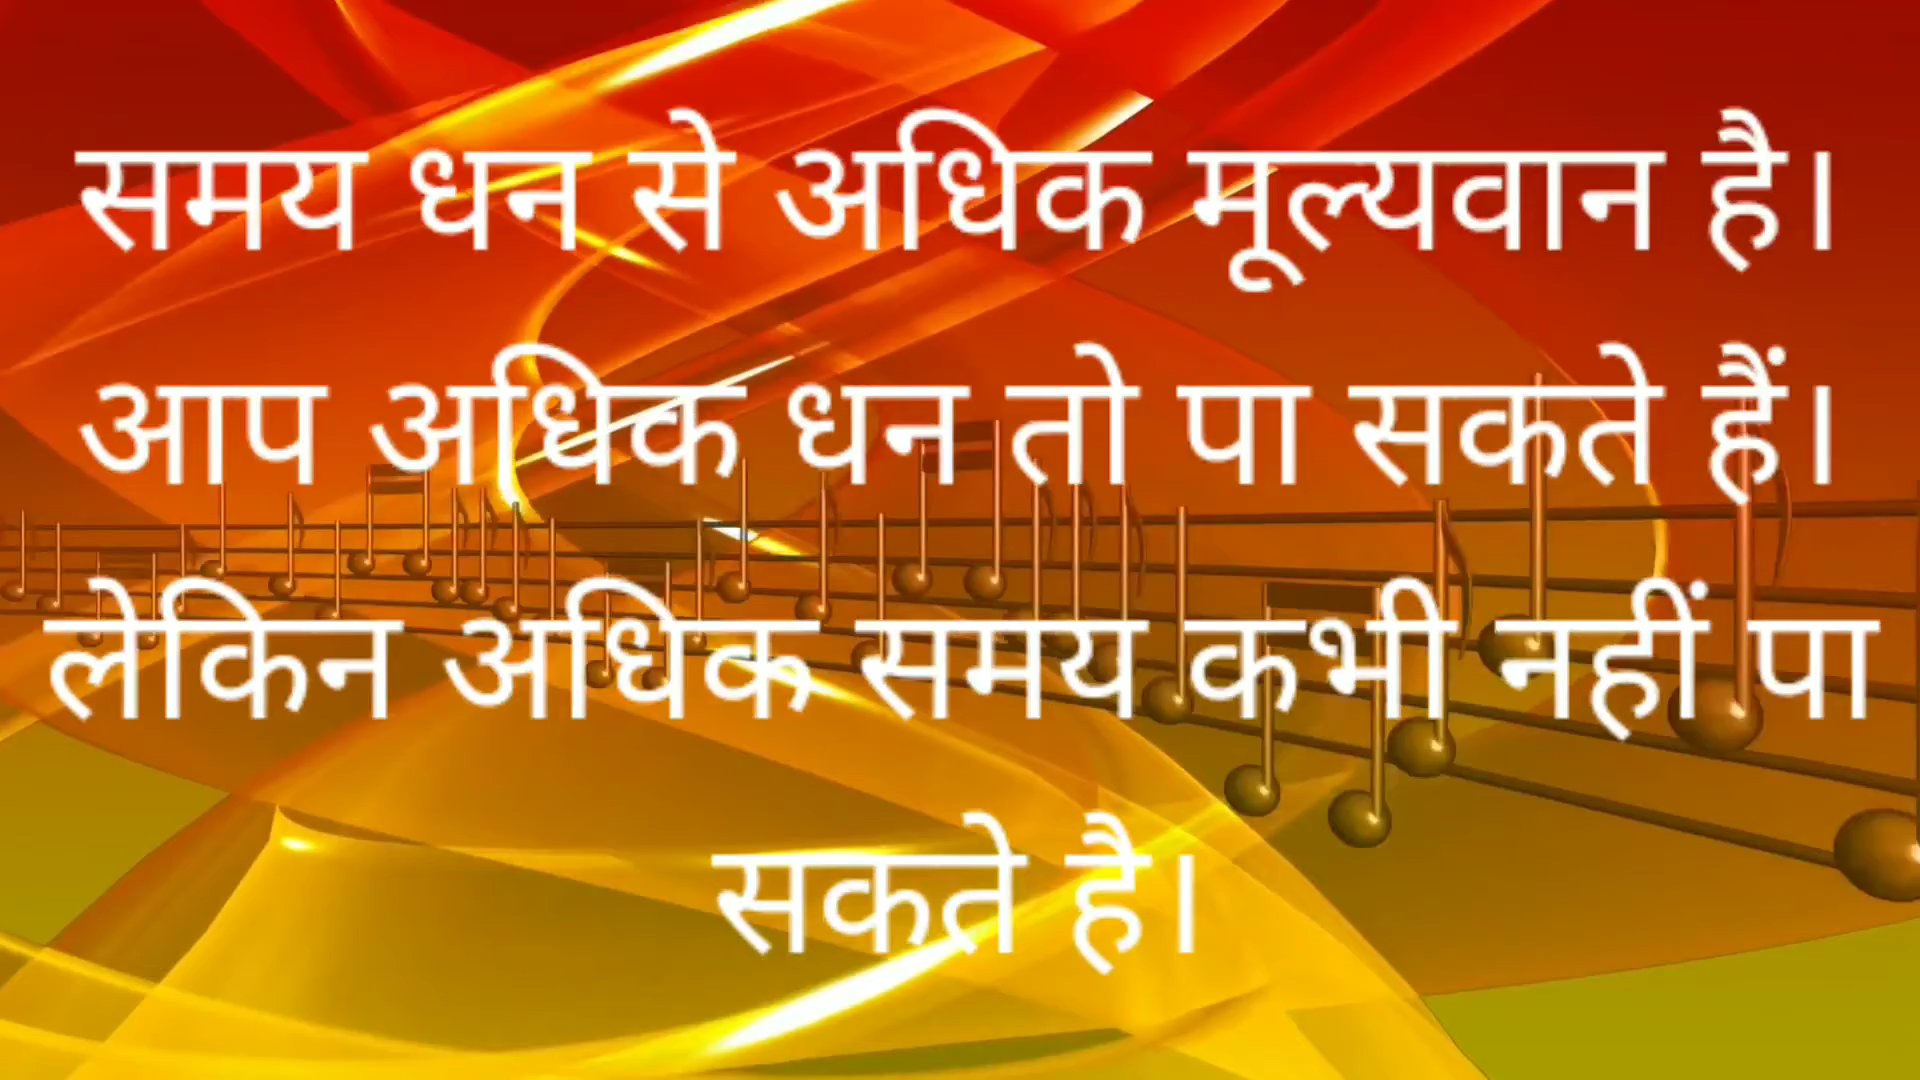 समय धन से अधिक मूल्यवान है।
आप अधिक धन तो पा सकते हैं।
लेकिन अधिक समय कभी नहीं पा
सकते है।